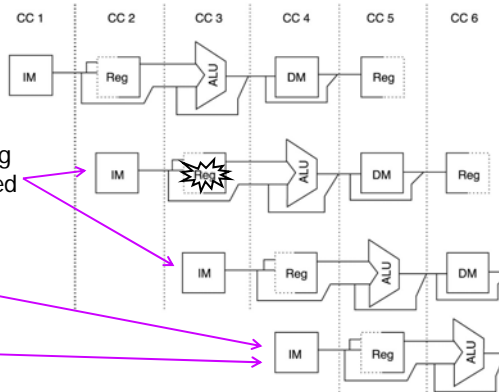 CC 1 CC 2 CC 3 CC 4 CC 5 CC 6
IM Reg ALU DM Reg
g
ed
IM Reg ALU DM Reg
IM Reg ALU DM
IM Reg ALU